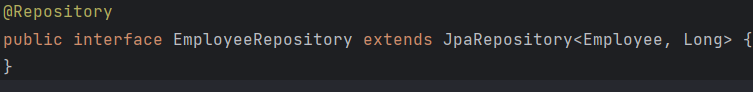 @Repository
public interface EmployeeRepository extends JpaRepository<Employee, Long> {
}